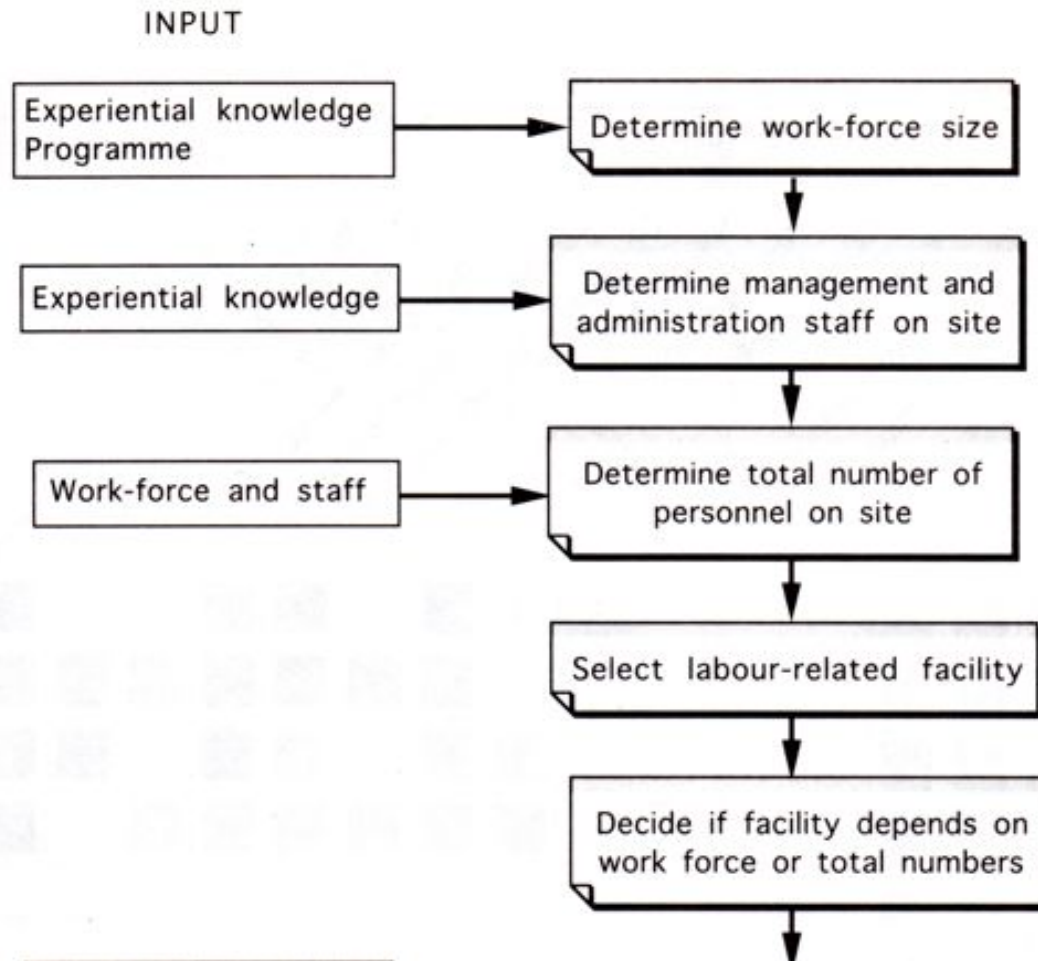 INPUT
Experiential knowledge
Programme
Determine work-force size
Experiential knowledge
Determine management and
administration staff on site
Work-force and staff
Determine total number of
personnel on site
Select labour-related facility
Decide if facility depends on
work force or total numbers